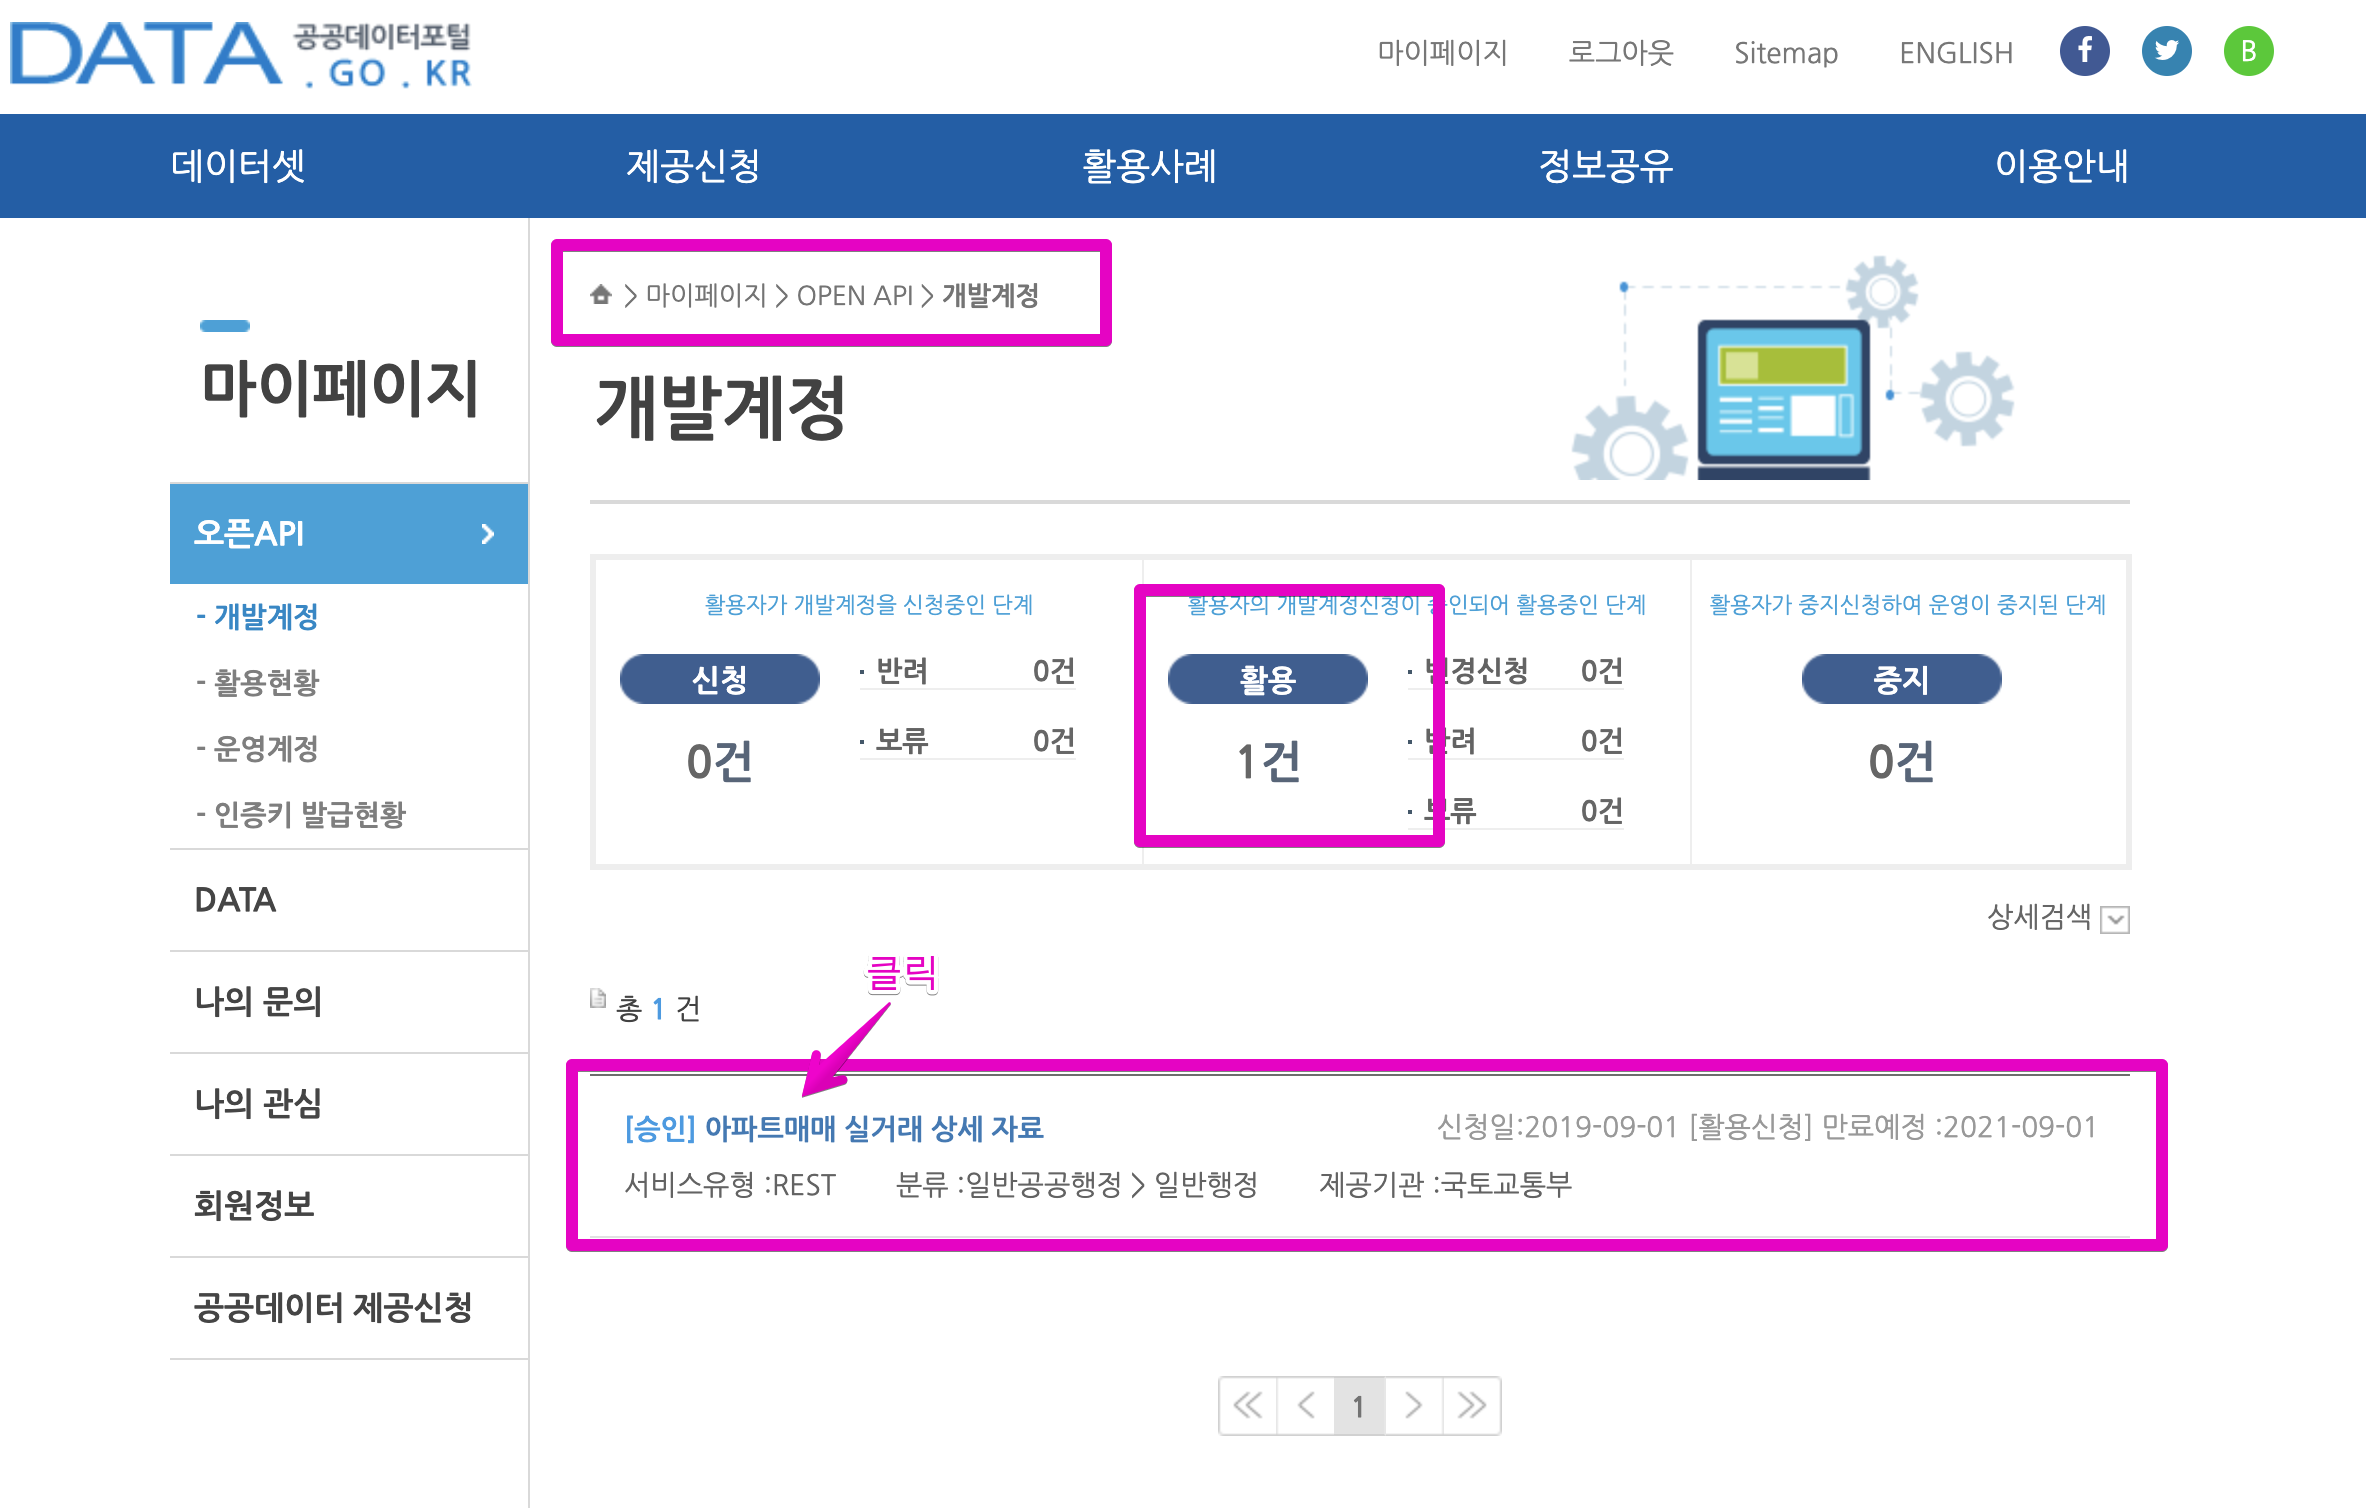 DATA 공공데이터포털
. GO . KR
마이페이지 로그아웃 Sitemap ENGLISH f B
데이터셋 제공신청 활용사례 정보공유 이용안내
> 마이페이지 > OPEN API > 개발계정
마이페이지
개발계정
오픈API
- 개발계정
- 활용현황
- 운영계정
- 인증키 발급현황
DATA
나의 문의
나의 관심
회원정보
공공데이터 제공신청
활용자가 개발계정을 신청중인 단계
신청
0건
· 반려 0건
· 보류 0건
활용자의 개발계정신청이 승인되어 활용중인 단계
활용
1건
· 변경신청 0건
· 반려 0건
· 보류 0건
활용자가 중지신청하여 운영이 중지된 단계
중지
0건
상세검색
클릭
총 1 건
[승인] 아파트매매 실거래 상세 자료 신청일:2019-09-01 [활용신청] 만료예정 :2021-09-01
서비스유형 :REST 분류 :일반공공행정 > 일반행정 제공기관 :국토교통부
1